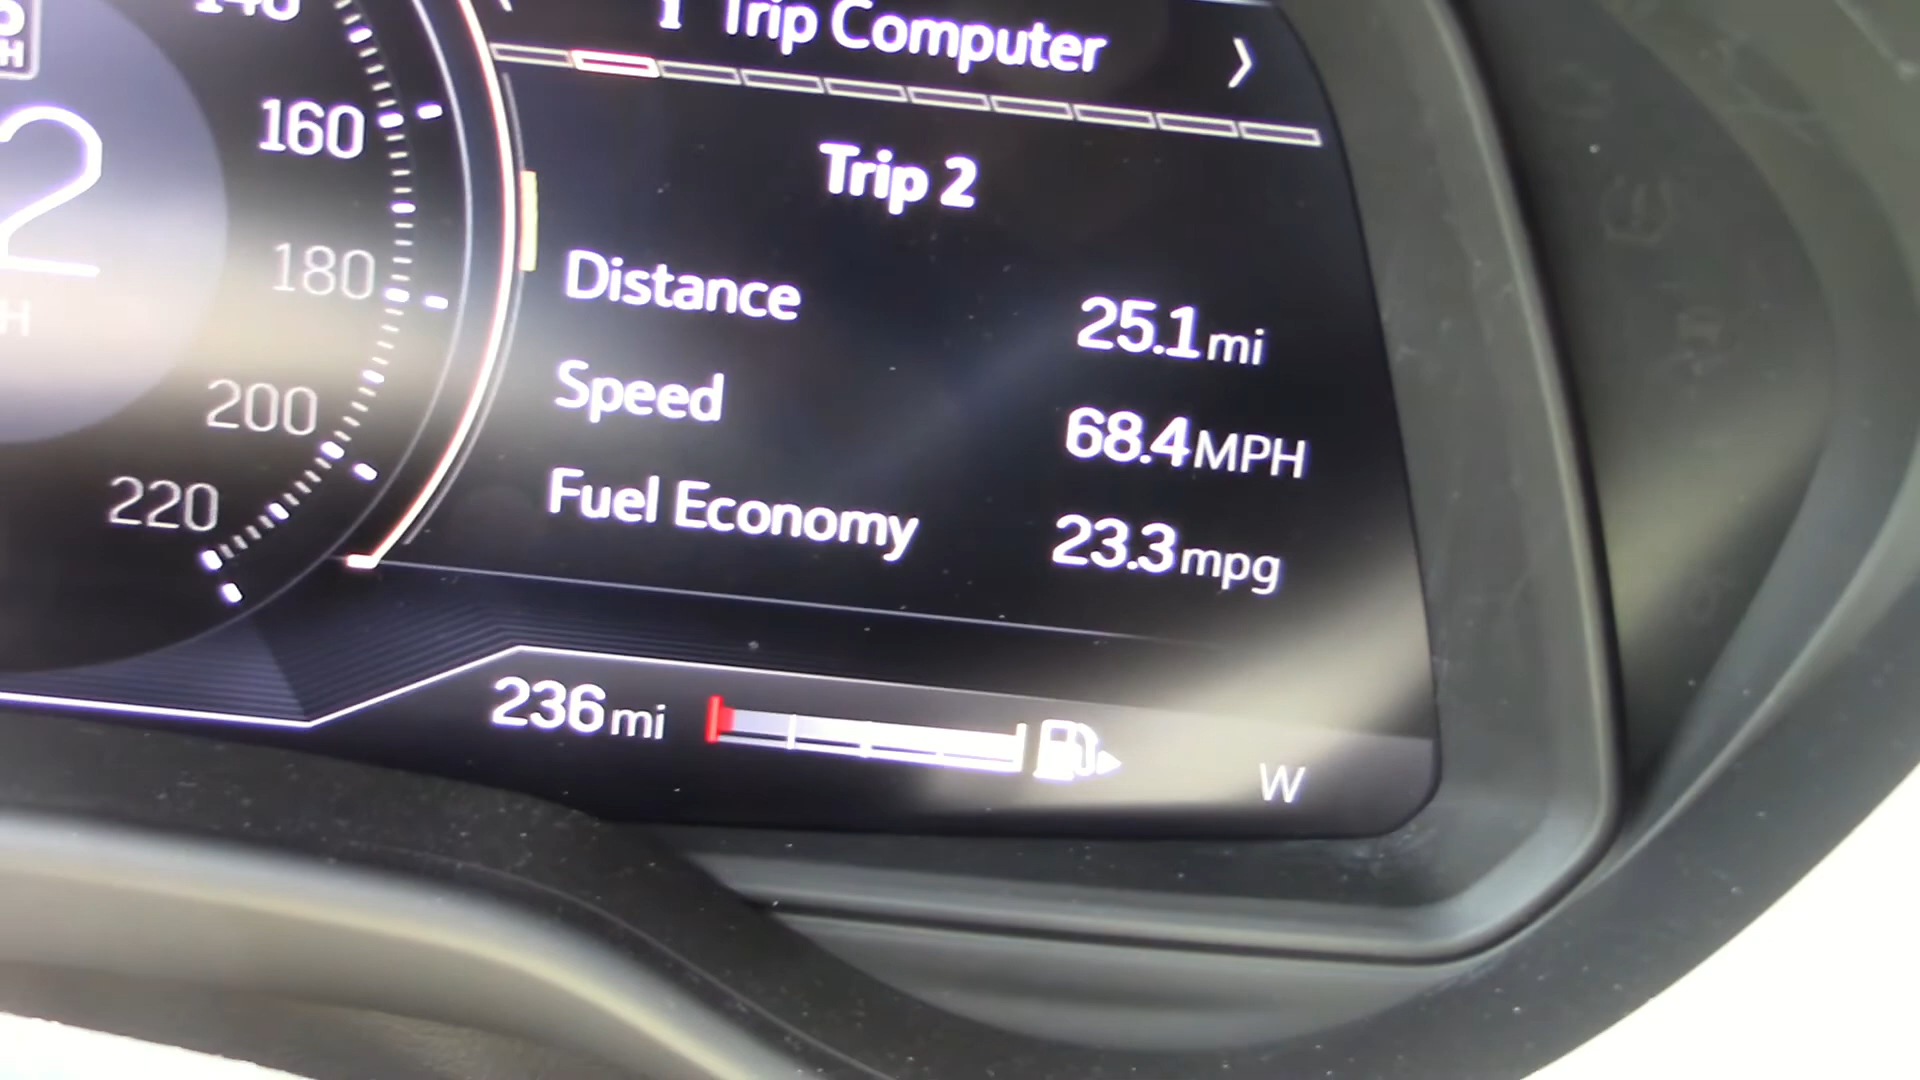 Trip Computer
160
2
180
200
220
Trip 2
Distance 25.1 mi
Speed 68.4 MPH
Fuel Economy 23.3 mpg
236 mi
W